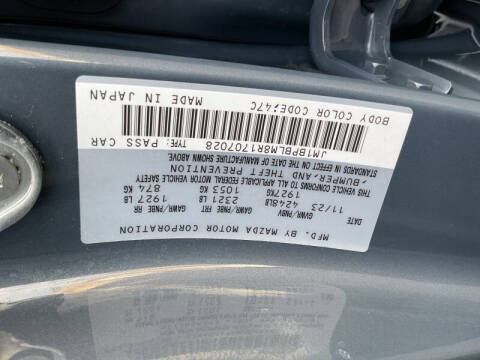 MFD. BY MAZDA MOTOR CORPORATION
DATE GVWR/PNBV GAWR/PNBE FRT GAWR/PNBE RR
11/23 4248LB 2321 LB 1927 LB
1927KG 1053 KG 874 KG
THIS VEHICLE CONFORMS TO ALL APPLICABLE FEDERAL MOTOR VEHICLE SAFETY
,BUMPER,AND THEFT PREVENTION
STANDARDS IN EFFECT ON THE DATE OF MANUFACTURE SHOWN ABOVE
JM1BPBLM8R1707028 TYPE: PASS CAR
BODY COLOR CODE:47C MADE IN JAPAN